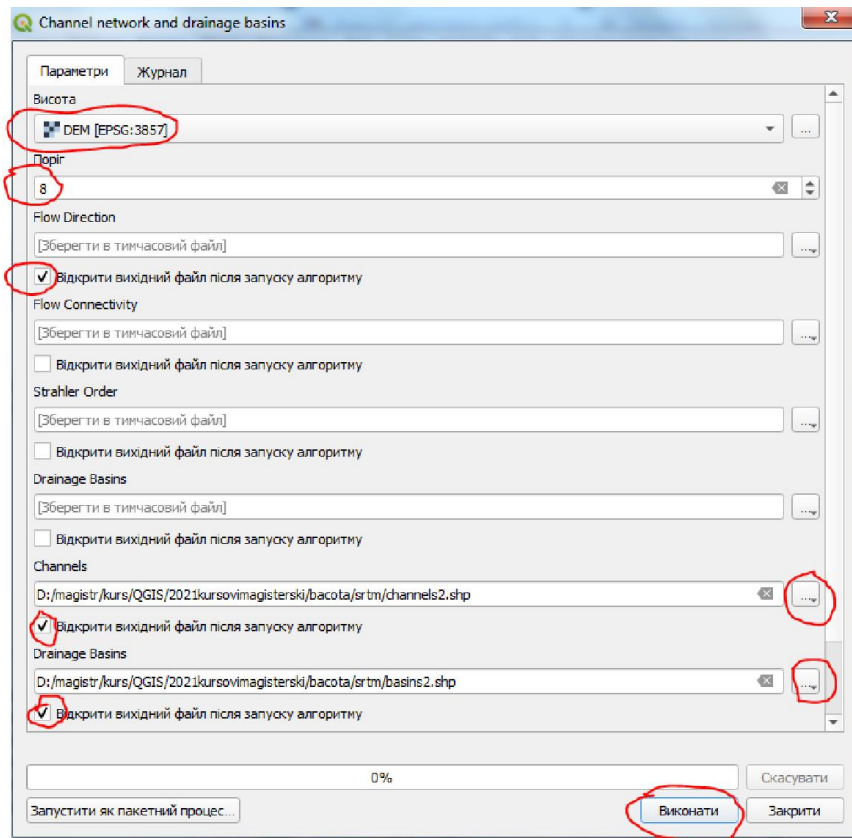 Channel network and drainage basins
Параметри Журнал
Висота
DEM [EPSG:3857]
...
Поріг
8
Flow Direction
[Зберегти в тимчасовий файл]
...
Відкрити вихідний файл після запуску алгоритму
Flow Connectivity
[Зберегти в тимчасовий файл]
...
Відкрити вихідний файл після запуску алгоритму
Strahler Order
[Зберегти в тимчасовий файл]
...
Відкрити вихідний файл після запуску алгоритму
Drainage Basins
[Зберегти в тимчасовий файл]
...
Відкрити вихідний файл після запуску алгоритму
Channels
D:/magistr/kurs/QGIS/2021kursovimagisterski/bacota/srtm/channels2.shp
...
Відкрити вихідний файл після запуску алгоритму
Drainage Basins
D:/magistr/kurs/QGIS/2021kursovimagisterski/bacota/srtm/basins2.shp
...
Відкрити вихідний файл після запуску алгоритму
0%
Скасувати
Запустити як пакетний процес... Виконати Закрити